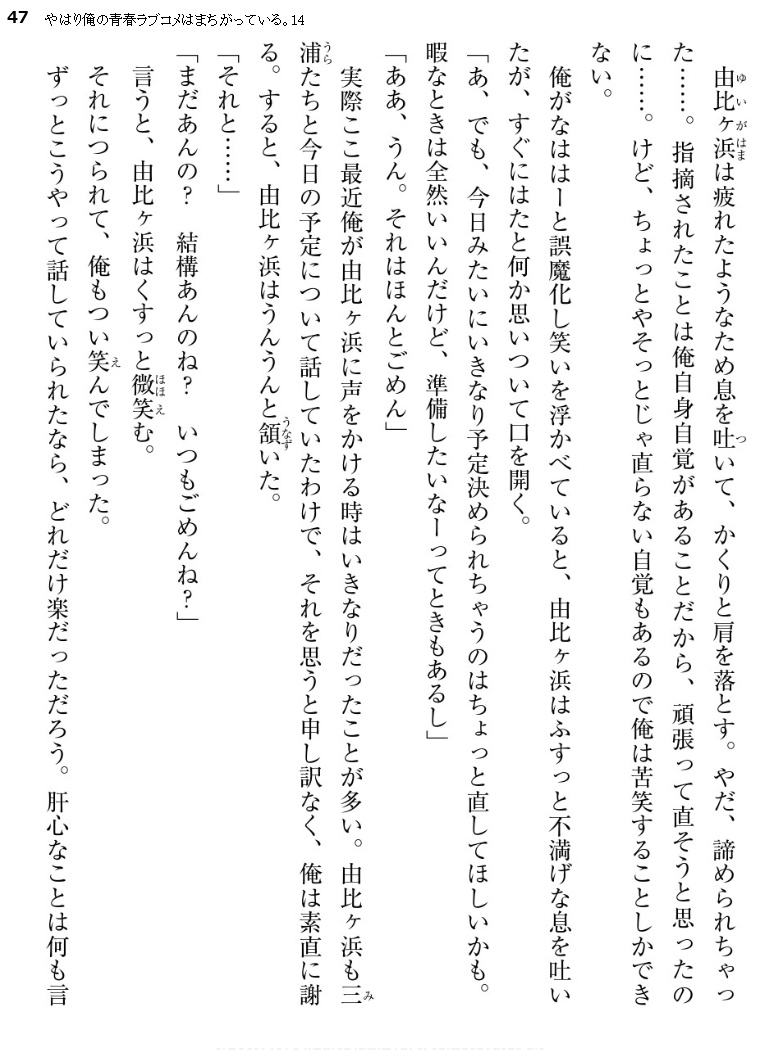 47 やはり俺の青春ラブコメはまちがっている。14
由比ヶ浜は疲れたようなため息を吐いて、かくりと肩を落とす。やだ、諦められちゃっ
た……。指摘されたことは俺自身自覚があることだから、頑張って直そうと思ったの
に……。けど、ちょっとやそっとじゃ直らない自覚もあるので俺は苦笑することしかでき
ない。
俺がなははーと誤魔化し笑いを浮かべていると、由比ヶ浜はふすっと不満げな息を吐い
たが、すぐにはたと何か思いついて口を開く。
「あ、でも、今日みたいにいきなり予定決められちゃうのはちょっと直してほしいかも。
暇なときは全然いいんだけど、準備したいなーってときもあるし」
「ああ、うん。それはほんとごめん」
実際ここ最近俺が由比ヶ浜に声をかける時はいきなりだったことが多い。由比ヶ浜も三
浦たちと今日の予定について話していたわけで、それを思うと申し訳なく、俺は素直に謝
る。すると、由比ヶ浜はうんうんと頷いた。
「それと……」
「まだあんの？　結構あんのね？　いつもごめんね？」
言うと、由比ヶ浜はくすっと微笑む。
それにつられて、俺もつい笑んでしまった。
ずっとこうやって話していられたなら、どれだけ楽だっただろう。肝心なことは何も言